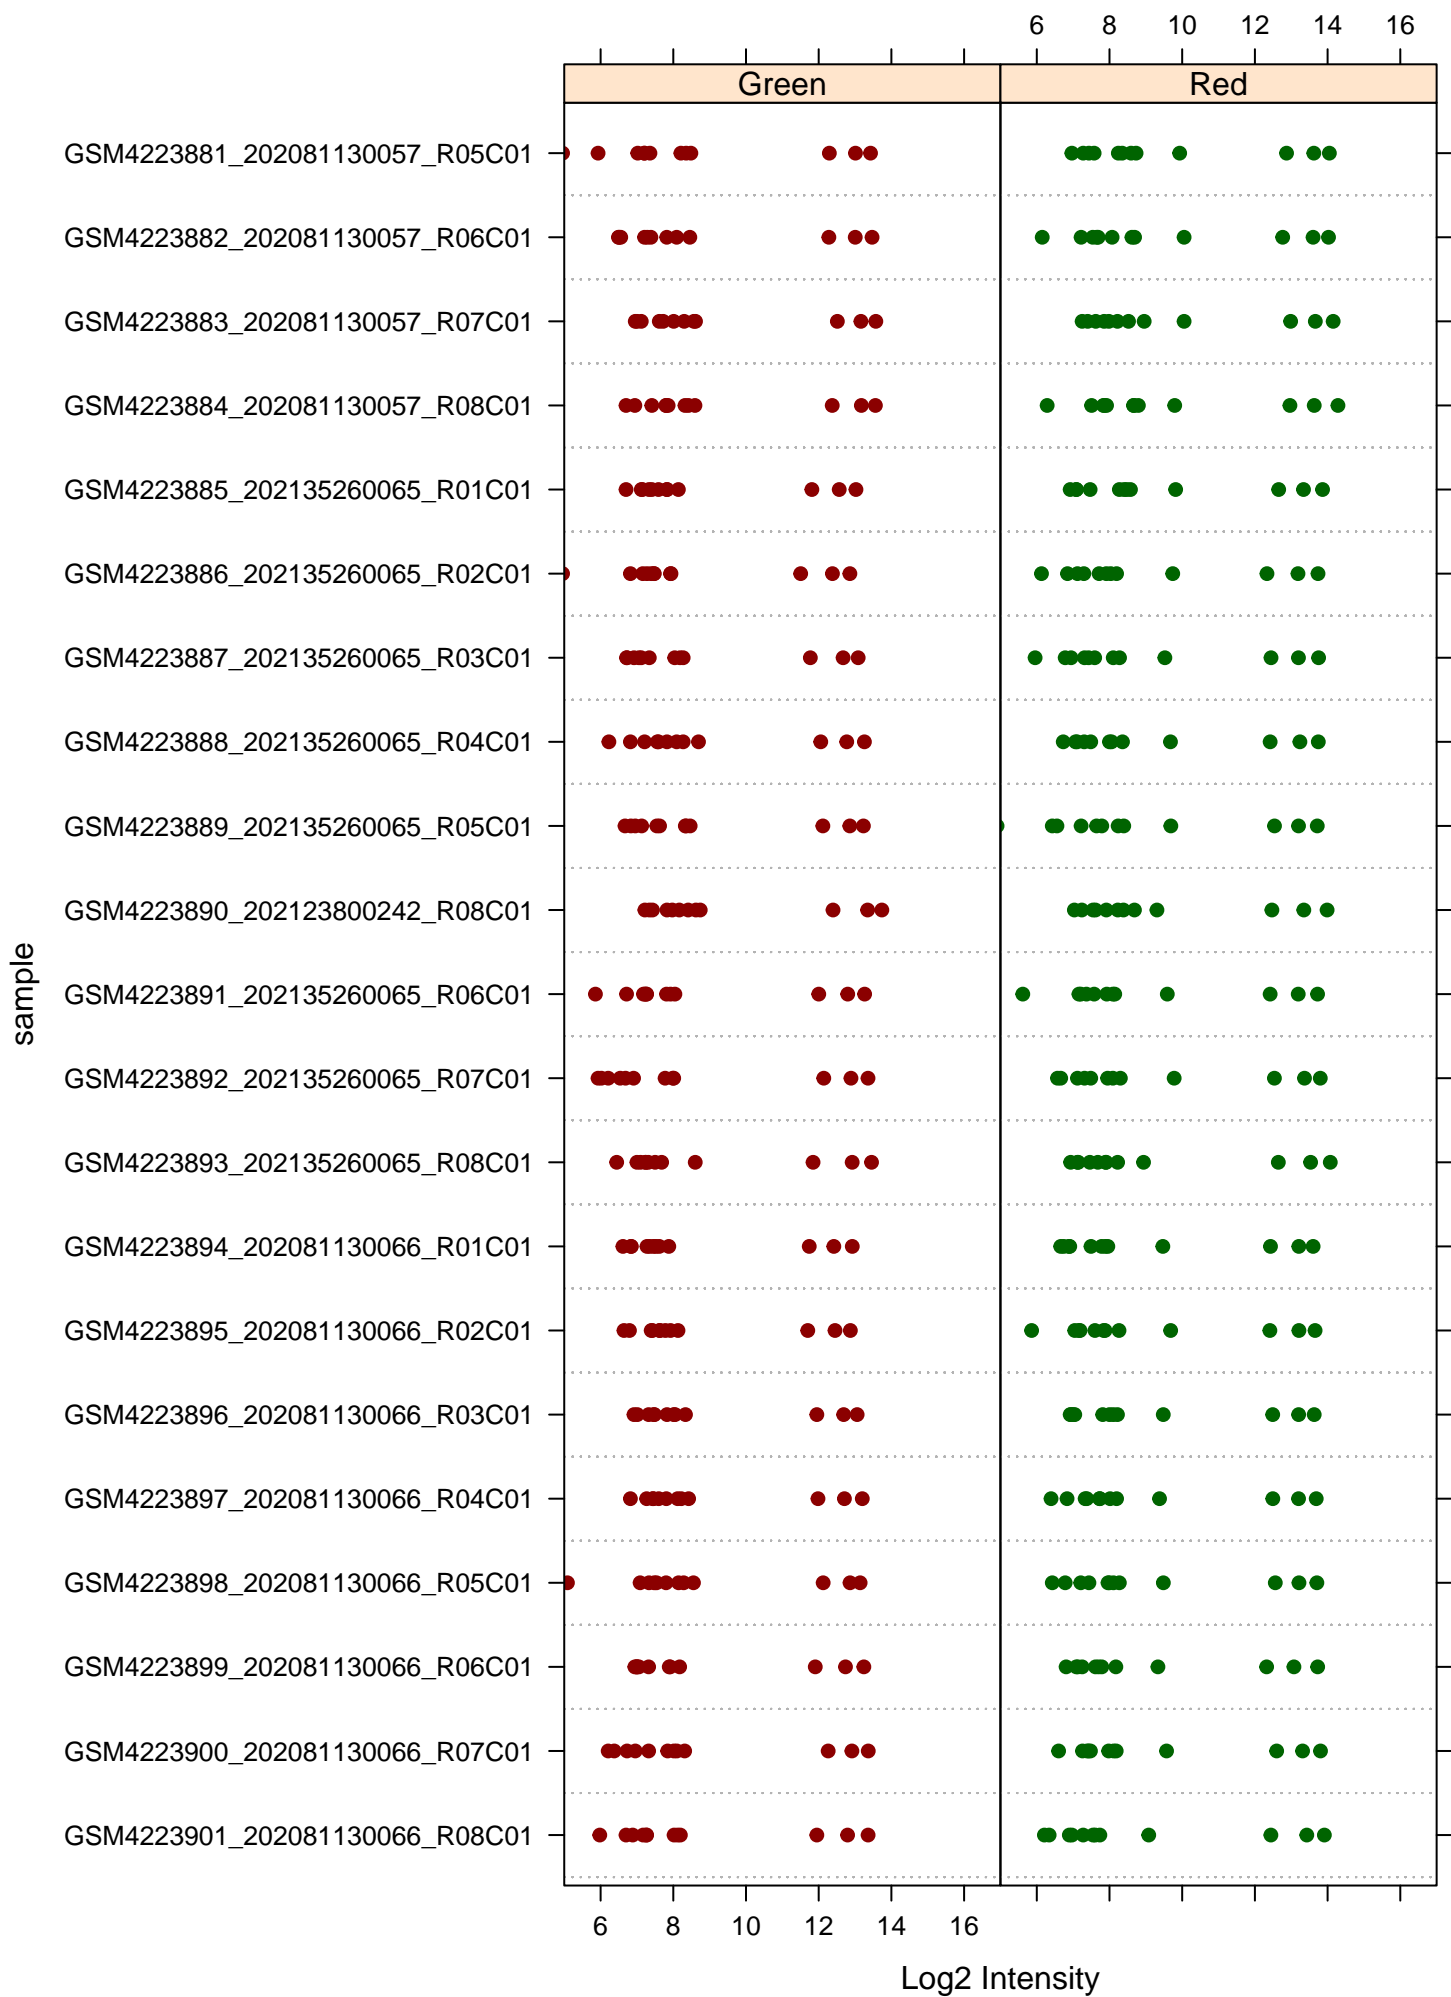 6 8 10 12 14 16
Green Red
GSM4223881_202081130057_R05C01
GSM4223882_202081130057_R06C01
GSM4223883_202081130057_R07C01
GSM4223884_202081130057_R08C01
GSM4223885_202135260065_R01C01
GSM4223886_202135260065_R02C01
GSM4223887_202135260065_R03C01
GSM4223888_202135260065_R04C01
GSM4223889_202135260065_R05C01
GSM4223890_202123800242_R08C01
GSM4223891_202135260065_R06C01
GSM4223892_202135260065_R07C01
GSM4223893_202135260065_R08C01
GSM4223894_202081130066_R01C01
GSM4223895_202081130066_R02C01
GSM4223896_202081130066_R03C01
GSM4223897_202081130066_R04C01
GSM4223898_202081130066_R05C01
GSM4223899_202081130066_R06C01
GSM4223900_202081130066_R07C01
GSM4223901_202081130066_R08C01
sample
6 8 10 12 14 16
Log2 Intensity